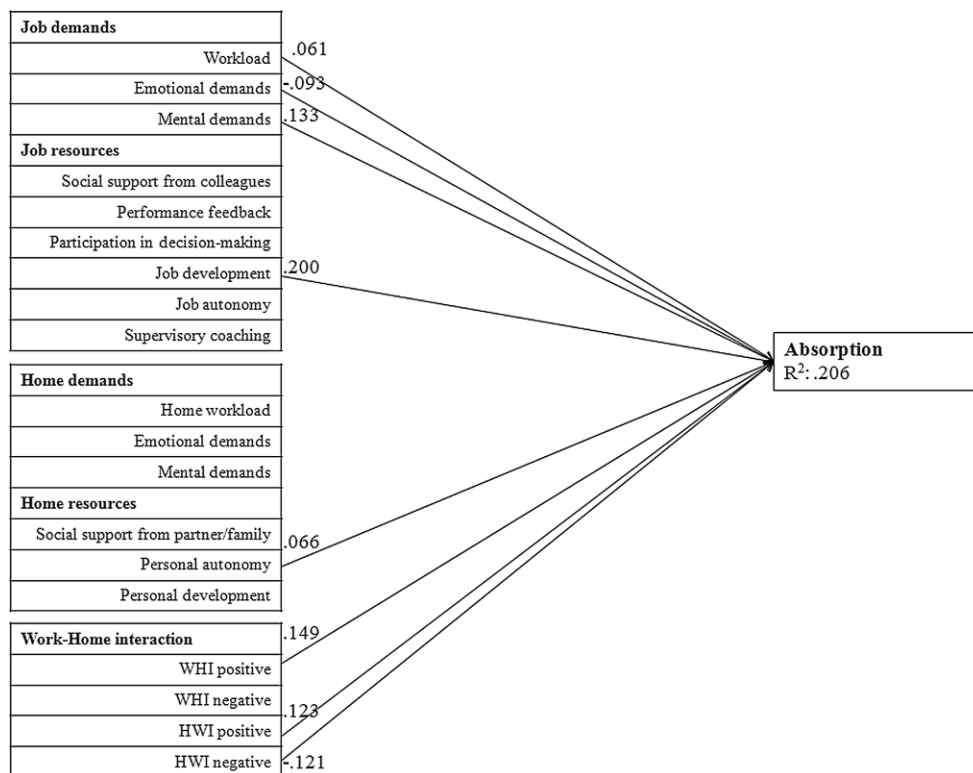 Job demands
Workload .061
Emotional demands -.093
Mental demands .133
Job resources
Social support from colleagues
Performance feedback
Participation in decision-making
Job development .200
Job autonomy
Supervisory coaching
Absorption
R²: .206
Home demands
Home workload
Emotional demands
Mental demands
Home resources
Social support from partner/family
.066
Personal autonomy
Personal development
Work-Home interaction .149
WHI positive
WHI negative
.123
HWI positive
HWI negative -.121